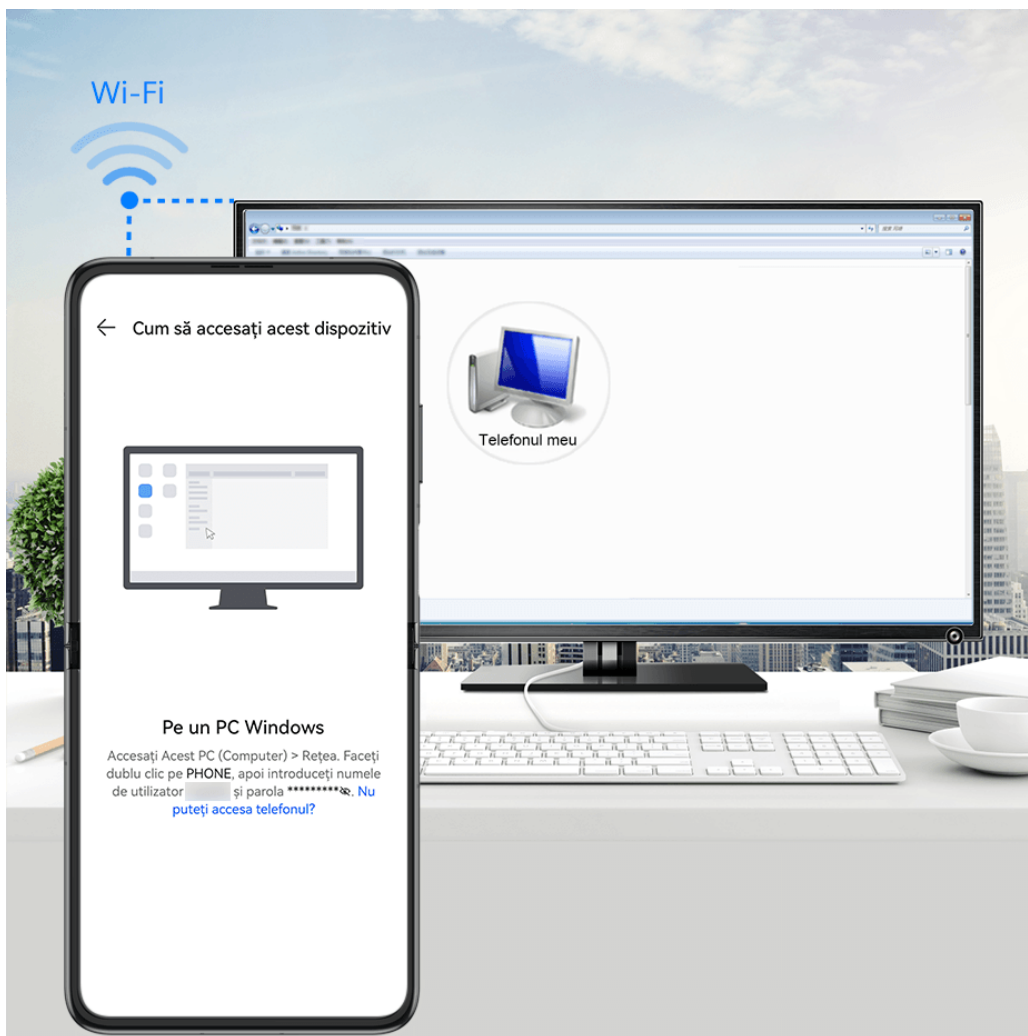 Wi-Fi
Cum să accesați acest dispozitiv
Telefonul meu
Pe un PC Windows
Accesați Acest PC (Computer) > Rețea. Faceți
dublu clic pe PHONE, apoi introduceți numele
de utilizator și parola *********. Nu
puteți accesa telefonul?